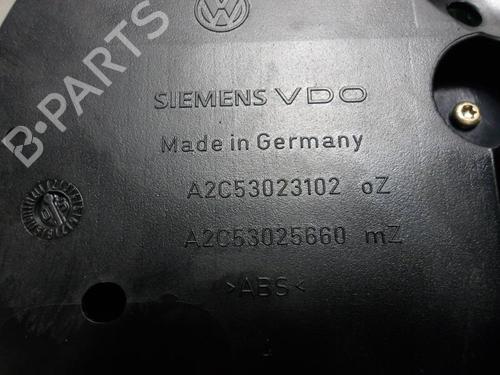 B-PARTS
SIEMENS VDO
Made in Germany
A2C53023102 oZ
A2C53025660 mZ
>ABS<